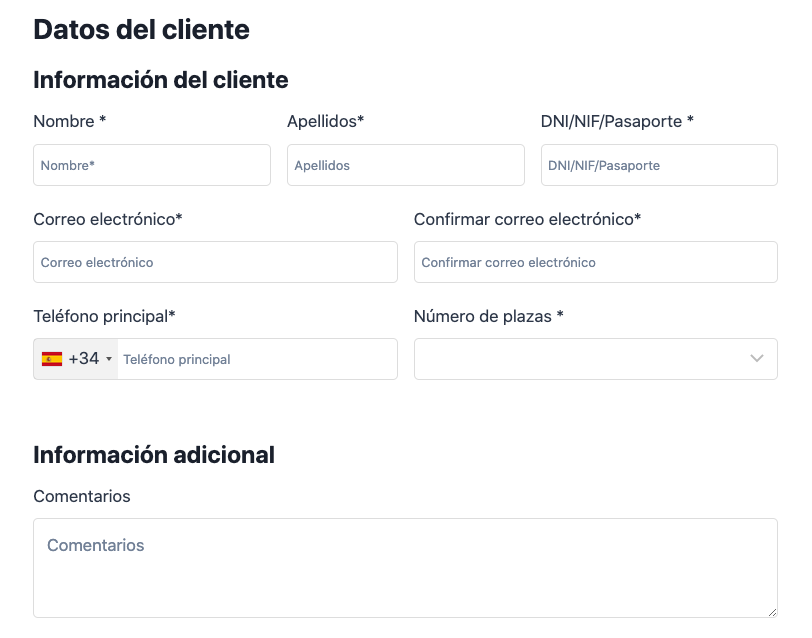 Datos del cliente
Información del cliente
Nombre * Apellidos* DNI/NIF/Pasaporte *
Nombre* Apellidos DNI/NIF/Pasaporte
Correo electrónico* Confirmar correo electrónico*
Correo electrónico Confirmar correo electrónico
Teléfono principal* Número de plazas *
+34 Teléfono principal
Información adicional
Comentarios
Comentarios